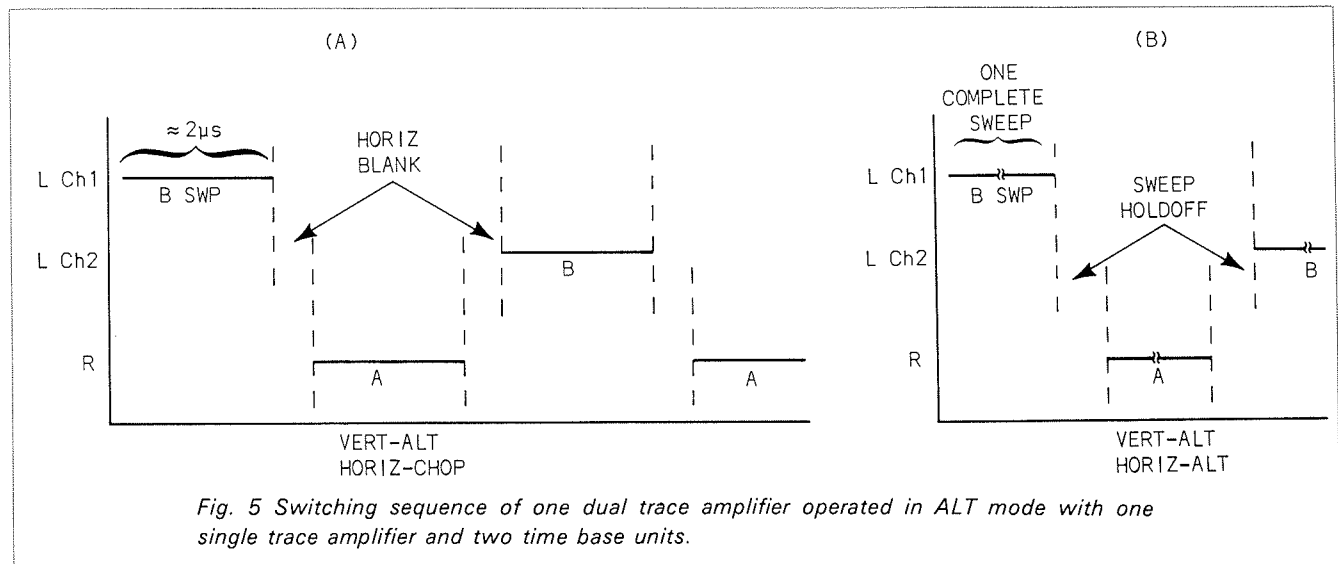 (A)
≈ 2μs
HORIZ
BLANK
L Ch1
B SWP
L Ch2
B
R
A
A
VERT-ALT
HORIZ-CHOP
(B)
ONE
COMPLETE
SWEEP
L Ch1
B SWP
SWEEP
HOLDOFF
L Ch2
B
R
A
VERT-ALT
HORIZ-ALT
Fig. 5 Switching sequence of one dual trace amplifier operated in ALT mode with one
single trace amplifier and two time base units.